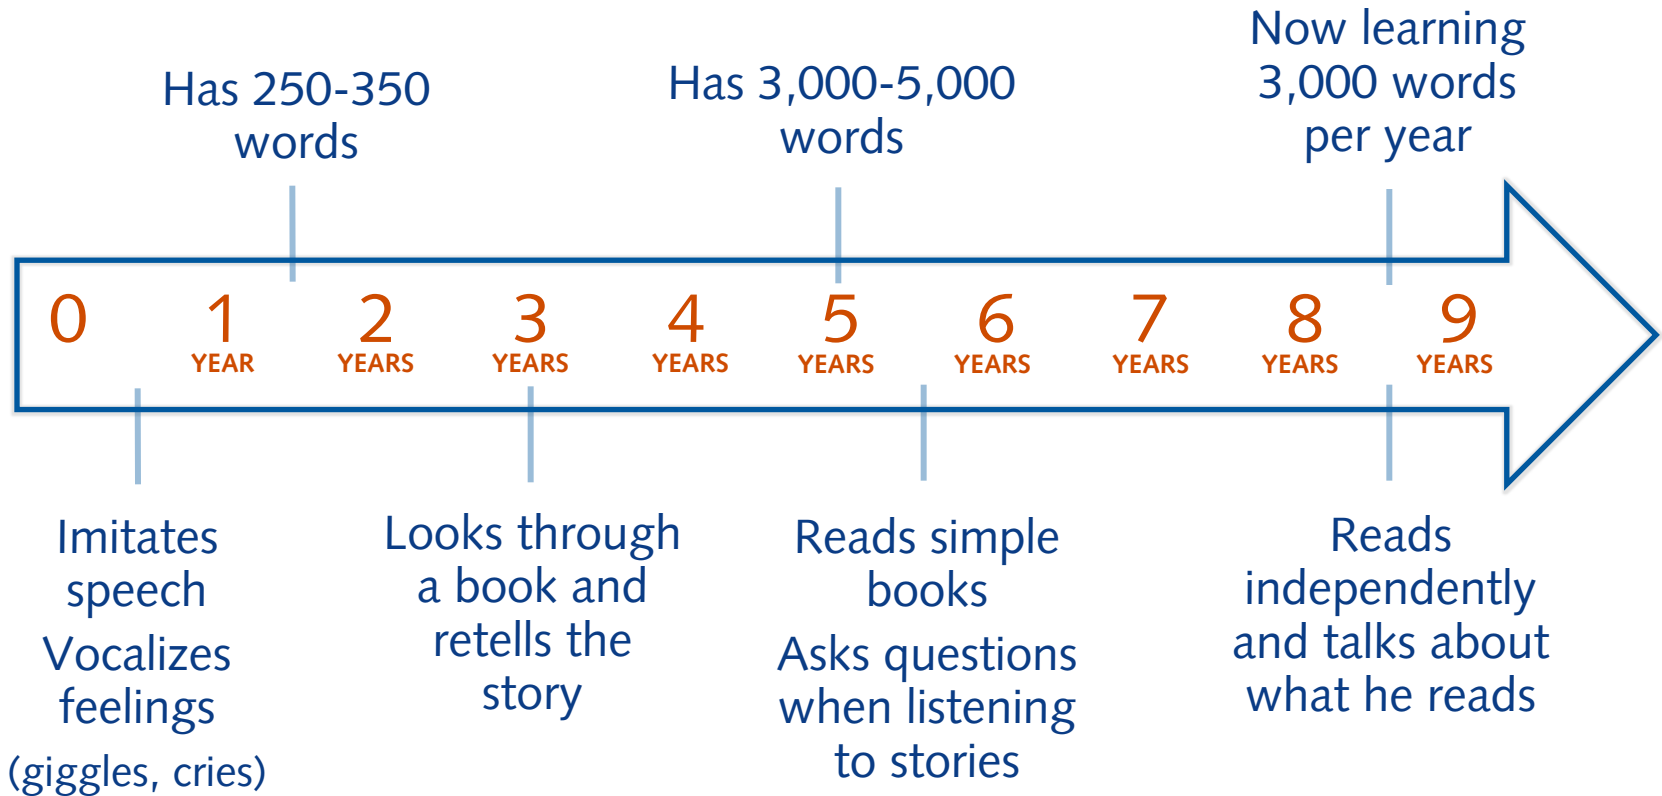 Has 250-350
words
Has 3,000-5,000
words
Now learning
3,000 words
per year
0 1 2 3 4 5 6 7 8 9
YEAR YEARS YEARS YEARS YEARS YEARS YEARS YEARS YEARS
Imitates
speech
Vocalizes
feelings
(giggles, cries)
Looks through
a book and
retells the
story
Reads simple
books
Asks questions
when listening
to stories
Reads
independently
and talks about
what he reads